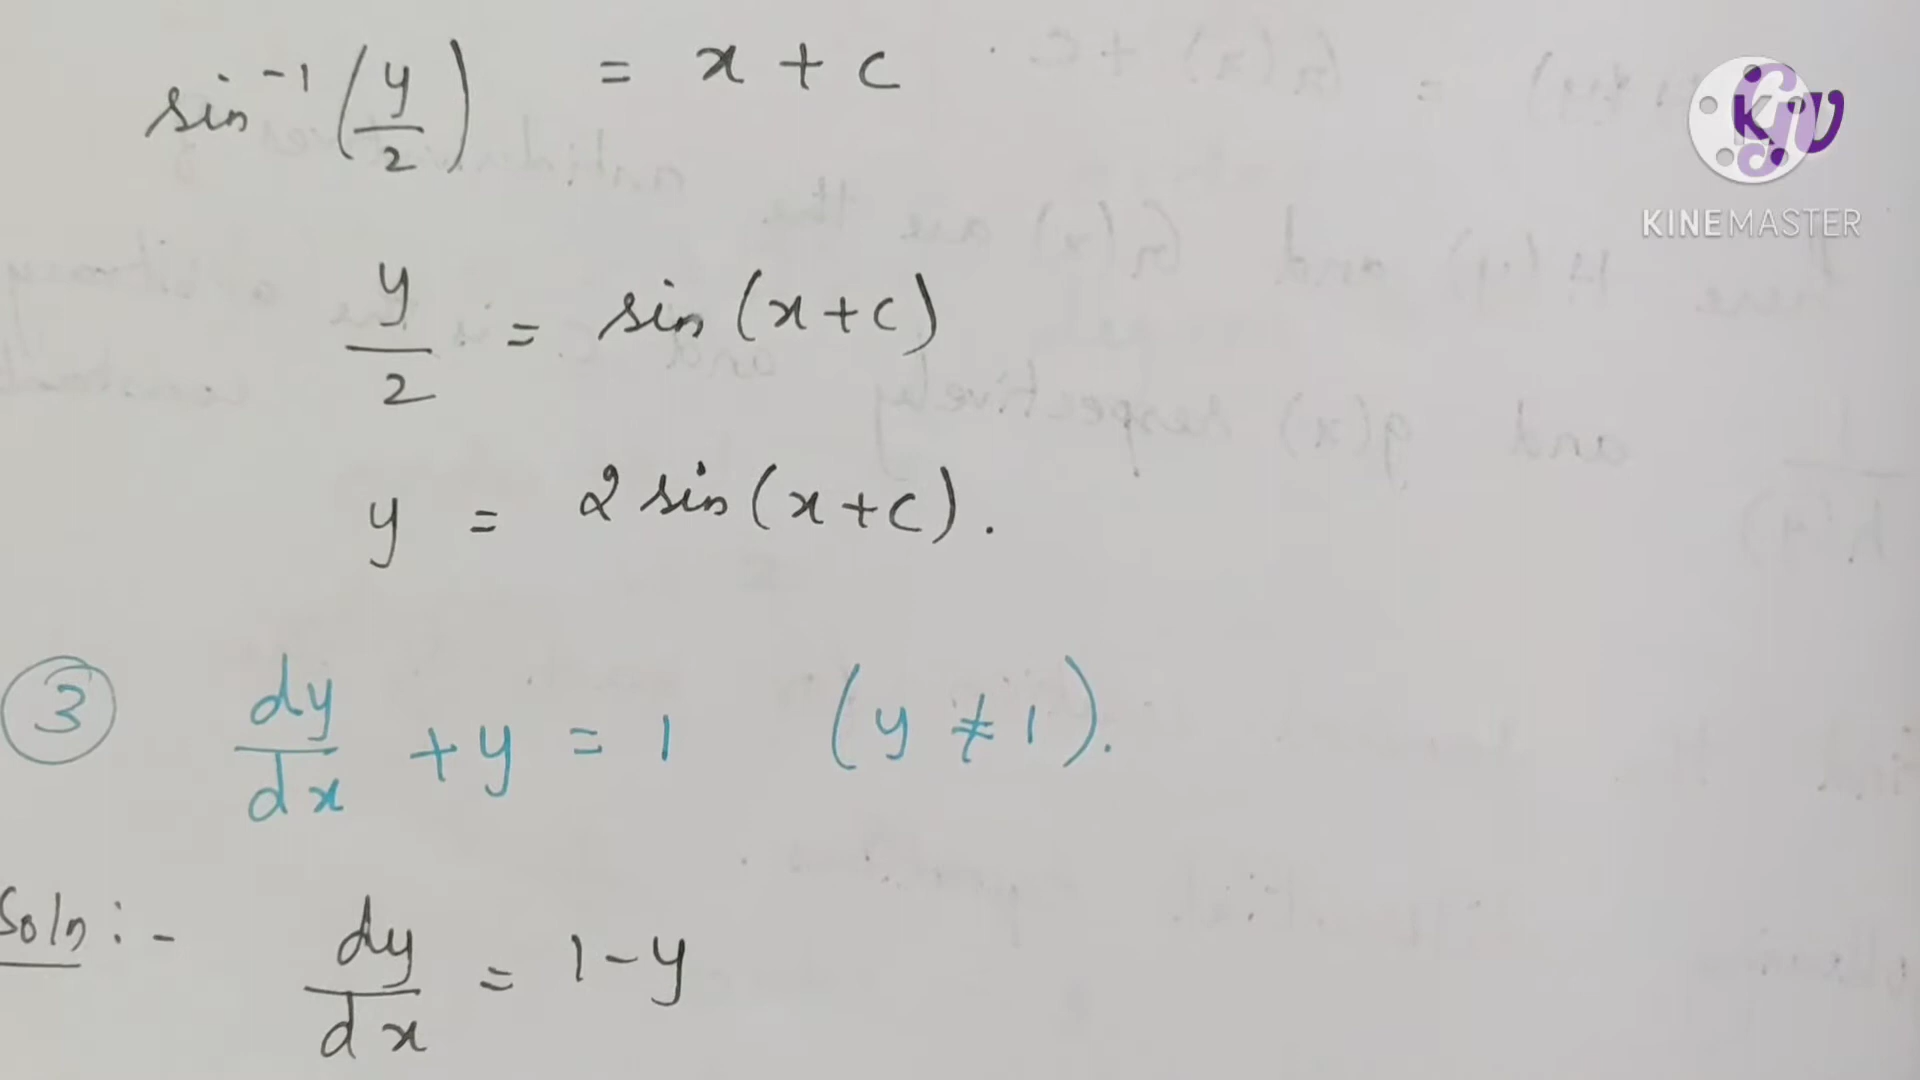 sin⁻¹(y/2) = x + c
y/2 = sin(x+c)
y = 2 sin(x+c).
③ dy/dx + y = 1 (y ≠ 1).
Soln:- dy/dx = 1-y
KINEMASTER